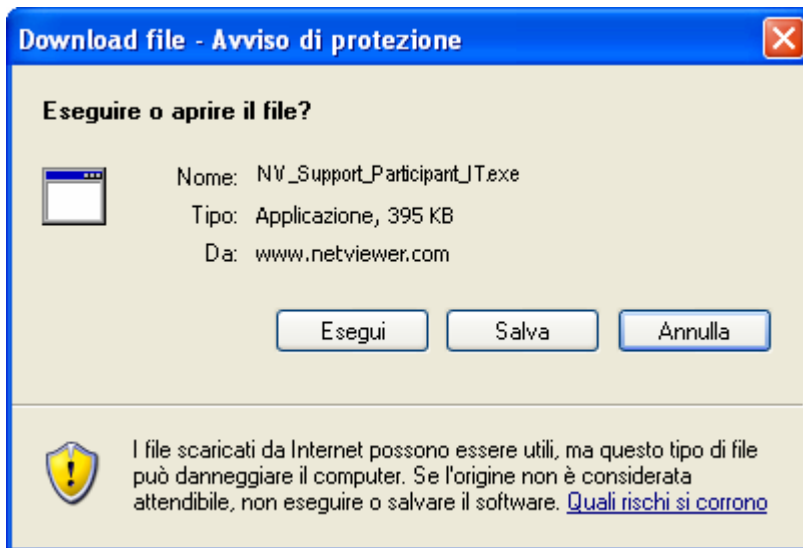 Download file - Avviso di protezione
Eseguire o aprire il file?
Nome: NV_Support_Participant_IT.exe
Tipo: Applicazione, 395 KB
Da: www.netviewer.com
Esegui Salva Annulla
I file scaricati da Internet possono essere utili, ma questo tipo di file
può danneggiare il computer. Se l'origine non è considerata
attendibile, non eseguire o salvare il software. Quali rischi si corrono